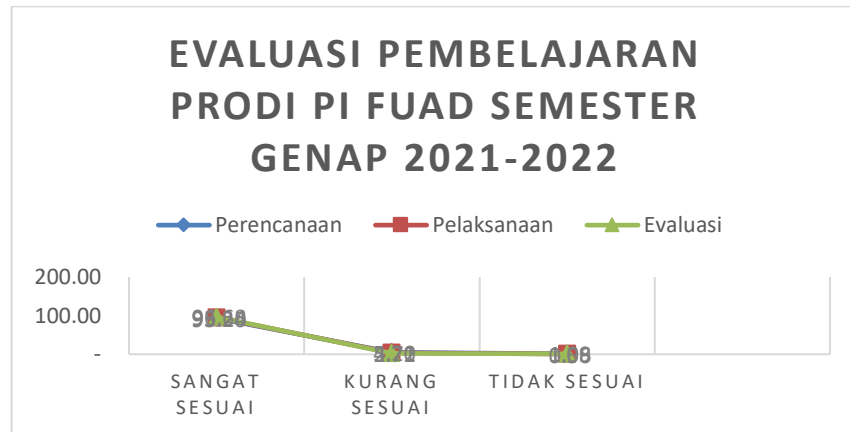 EVALUASI PEMBELAJARAN
PRODI PI FUAD SEMESTER
GENAP 2021-2022
Perencanaan Pelaksanaan Evaluasi
200.00
100.00
-
SANGAT KURANG TIDAK SESUAI
SESUAI SESUAI